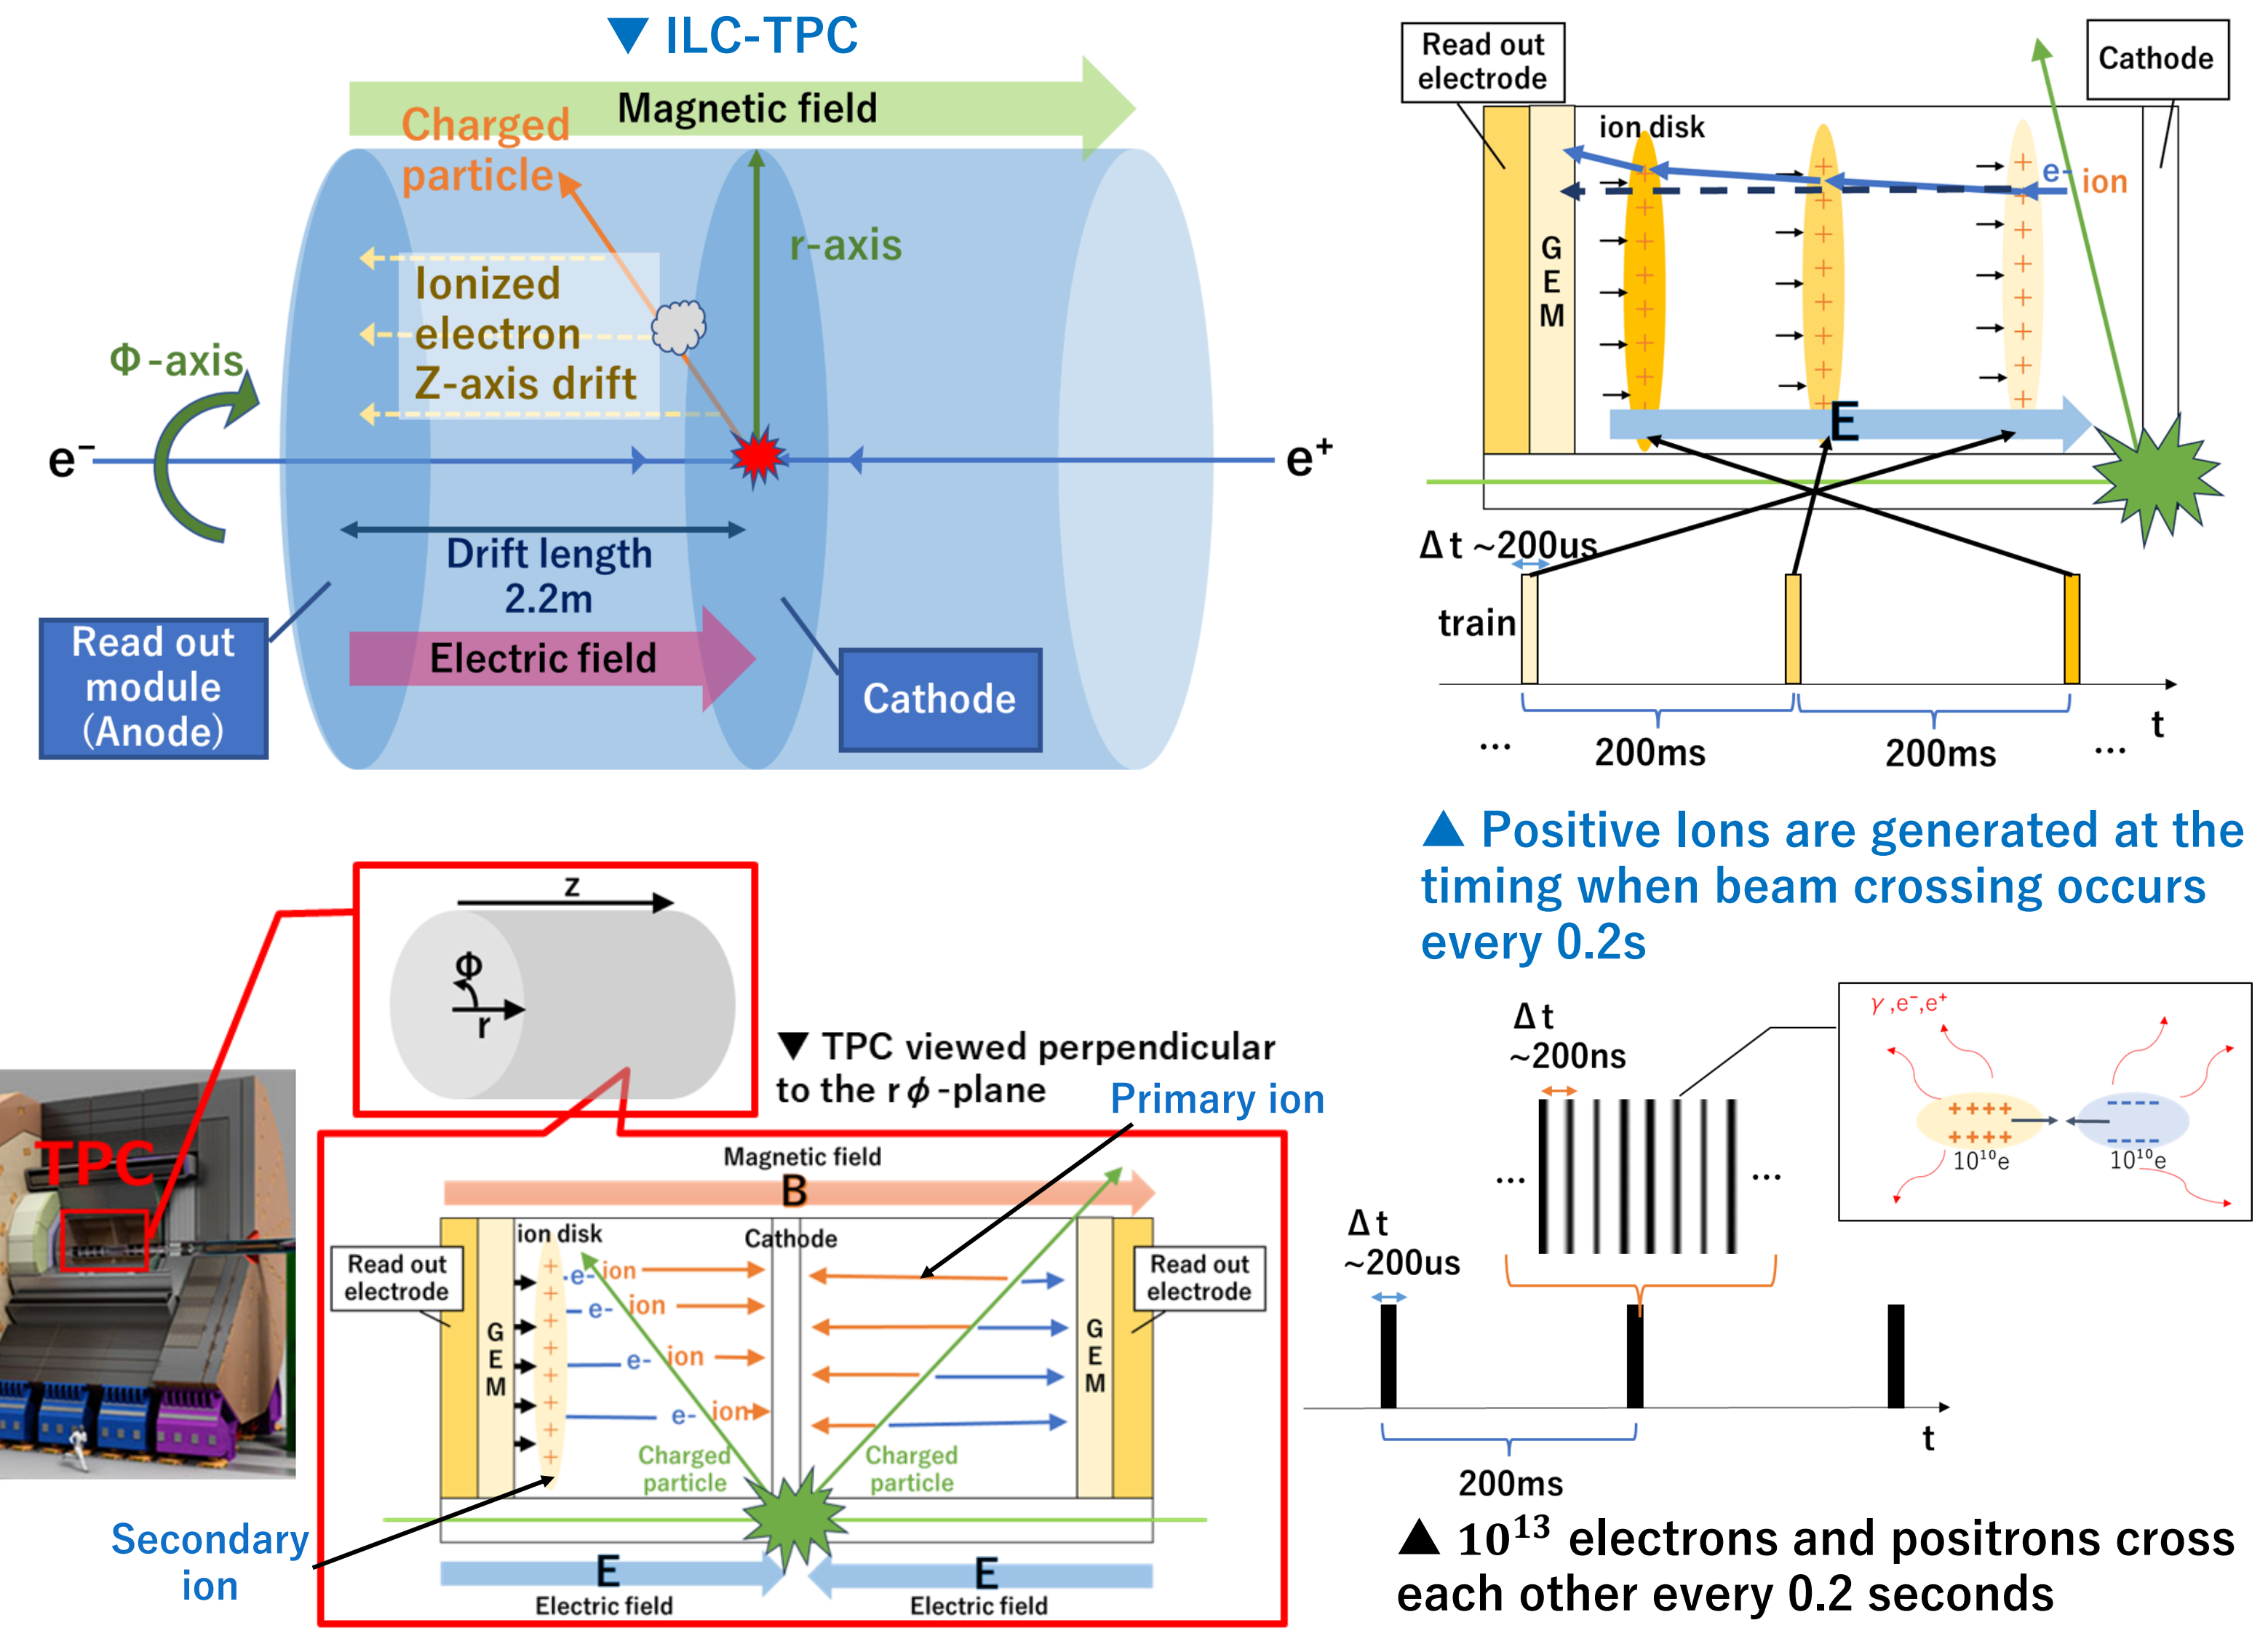 ▼ ILC-TPC
Magnetic field
Charged
particle
r-axis
Ionized
electron
Z-axis drift
Φ-axis
e⁻
e⁺
Drift length
2.2m
Electric field
Read out
module
(Anode)
Cathode
Read out
electrode
Cathode
ion disk
e-
ion
G
E
M
+ + + + + +
+ + + + + + +
+ + + + + + + +
E
Δt ~200us
train
t
...
200ms
200ms
...
▲ Positive Ions are generated at the
timing when beam crossing occurs
every 0.2s
z
Φ
r
TPC
▼ TPC viewed perpendicular
to the rϕ-plane
Primary ion
Magnetic field
B
ion disk
Cathode
Read out
electrode
Read out
electrode
G
E
M
+ + + + + + + +
e- ion
e- ion
e- ion
e- ion
G
E
M
Charged
particle
Charged
particle
Secondary
ion
E
Electric field
E
Electric field
Δt
~200ns
γ,e⁻,e⁺
++++
++++
10¹⁰e
−−−−
−−−−
10¹⁰e
...
...
Δt
~200us
t
200ms
▲ 10¹³ electrons and positrons cross
each other every 0.2 seconds